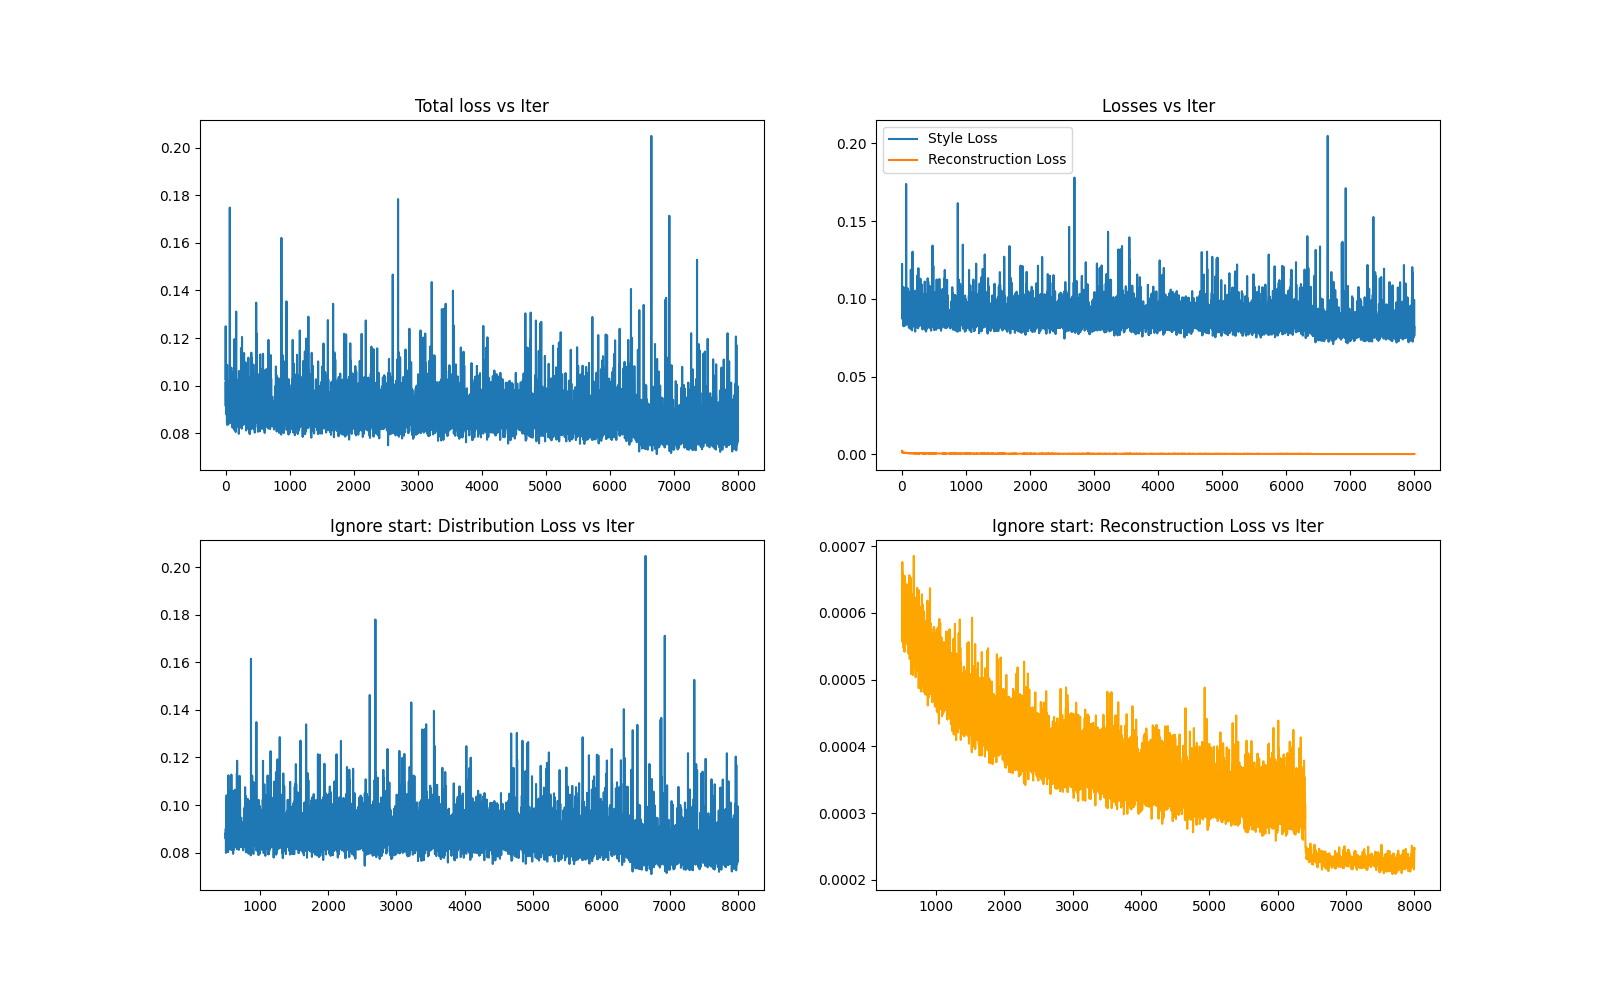 Total loss vs Iter
0.20
0.18
0.16
0.14
0.12
0.10
0.08
0 1000 2000 3000 4000 5000 6000 7000 8000
Losses vs Iter
Style Loss
Reconstruction Loss
0.20
0.15
0.10
0.05
0.00
0 1000 2000 3000 4000 5000 6000 7000 8000
Ignore start: Distribution Loss vs Iter
0.20
0.18
0.16
0.14
0.12
0.10
0.08
1000 2000 3000 4000 5000 6000 7000 8000
Ignore start: Reconstruction Loss vs Iter
0.0007
0.0006
0.0005
0.0004
0.0003
0.0002
1000 2000 3000 4000 5000 6000 7000 8000